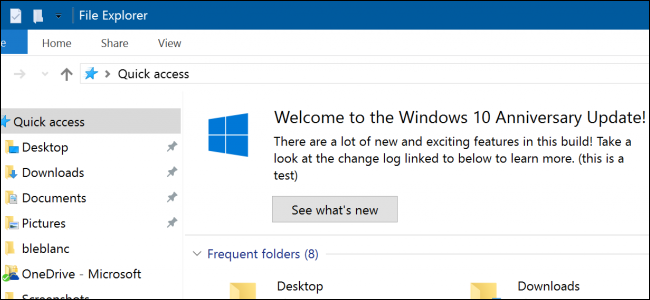 File Explorer
Home Share View
Quick access
Quick access
Desktop
Downloads
Documents
Pictures
bleblanc
OneDrive - Microsoft
Screenshots
Welcome to the Windows 10 Anniversary Update!
There are a lot of new and exciting features in this build! Take a
look at the change log linked to below to learn more. (this is a
test)
See what's new
Frequent folders (8)
Desktop
Downloads